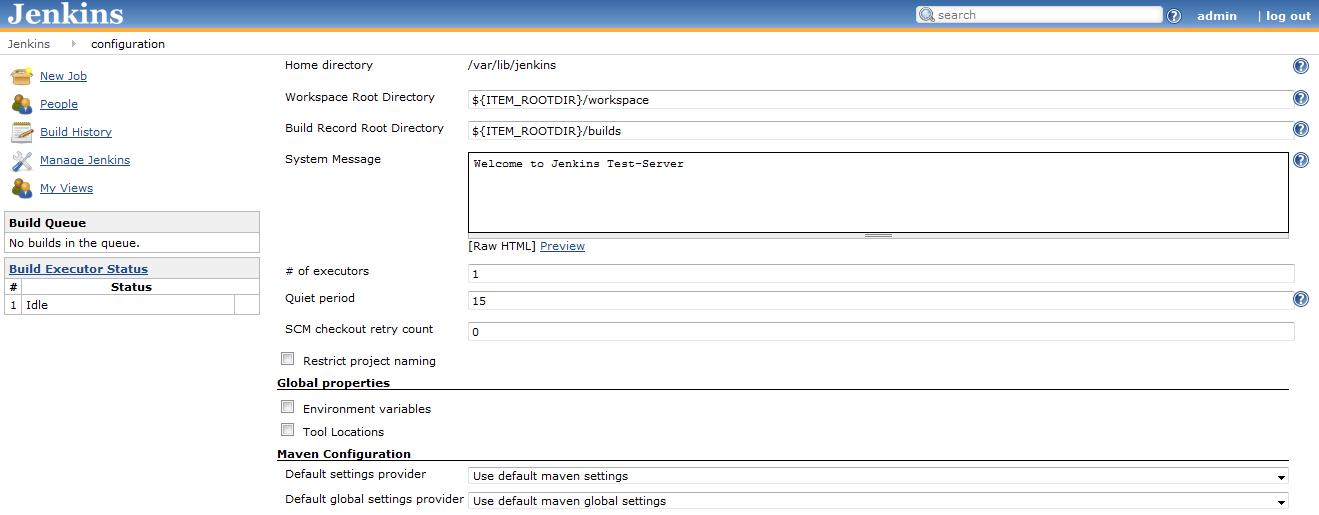 Jenkins
search
admin | log out
Jenkins configuration
New Job
People
Build History
Manage Jenkins
My Views
Build Queue
No builds in the queue.
Build Executor Status
# Status
1 Idle
Home directory /var/lib/jenkins
Workspace Root Directory ${ITEM_ROOTDIR}/workspace
Build Record Root Directory ${ITEM_ROOTDIR}/builds
System Message Welcome to Jenkins Test-Server
[Raw HTML] Preview
# of executors 1
Quiet period 15
SCM checkout retry count 0
Restrict project naming
Global properties
Environment variables
Tool Locations
Maven Configuration
Default settings provider Use default maven settings
Default global settings provider Use default maven global settings